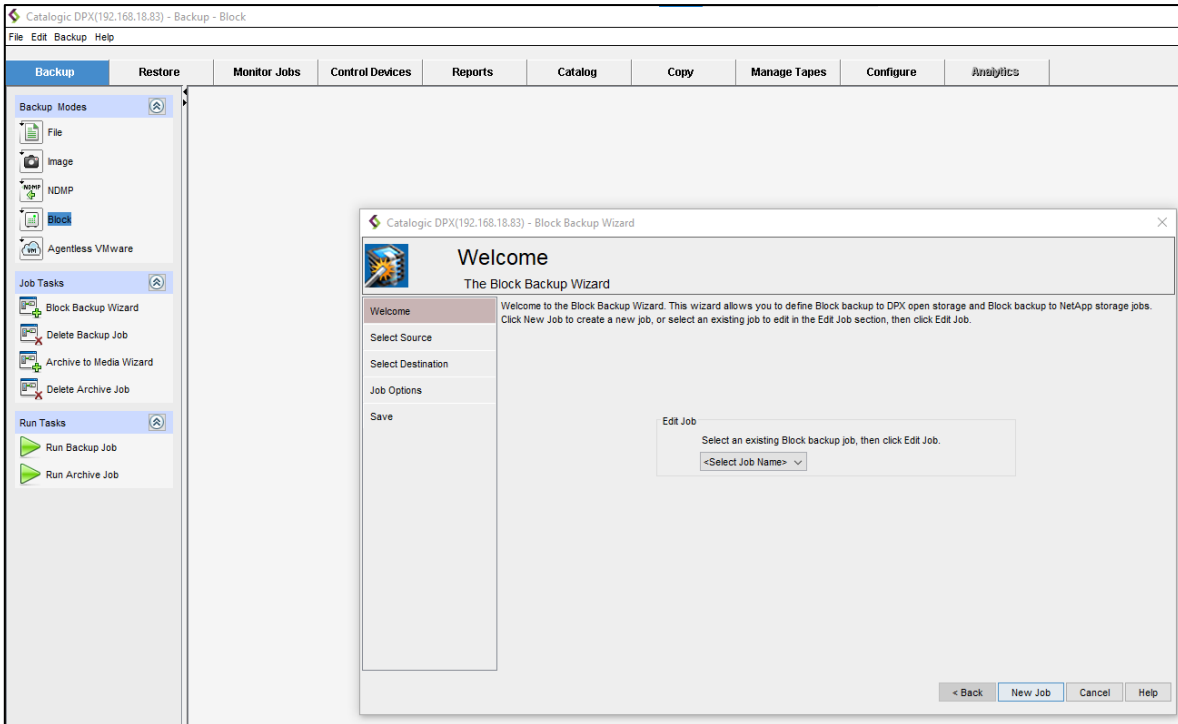 Catalogic DPX(192.168.18.83) - Backup - Block
File Edit Backup Help
Backup Restore Monitor Jobs Control Devices Reports Catalog Copy Manage Tapes Configure Analytics
Backup Modes
File
Image
NDMP
NDMP
Block
VM
Agentless VMware
Job Tasks
Block Backup Wizard
Delete Backup Job
Archive to Media Wizard
Delete Archive Job
Run Tasks
Run Backup Job
Run Archive Job
Catalogic DPX(192.168.18.83) - Block Backup Wizard
Welcome
The Block Backup Wizard
Welcome
Select Source
Select Destination
Job Options
Save
Welcome to the Block Backup Wizard. This wizard allows you to define Block backup to DPX open storage and Block backup to NetApp storage jobs.
Click New Job to create a new job, or select an existing job to edit in the Edit Job section, then click Edit Job.
Edit Job
Select an existing Block backup job, then click Edit Job.
<Select Job Name>
< Back New Job Cancel Help